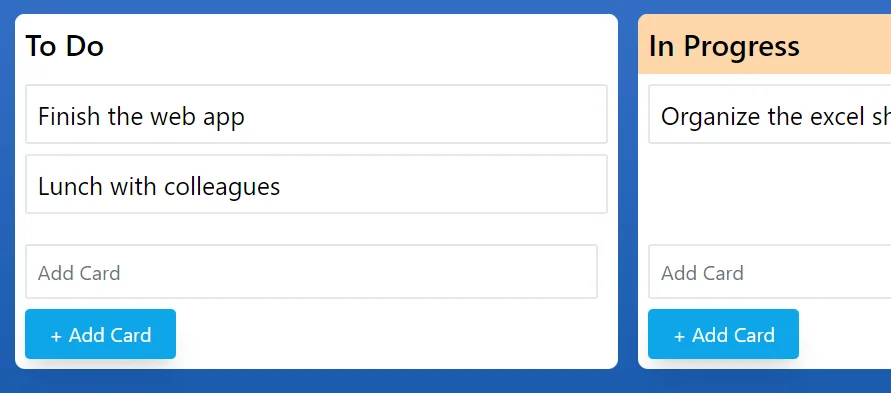 To Do
Finish the web app
Lunch with colleagues
Add Card
+ Add Card
In Progress
Organize the excel
Add Card
+ Add Card